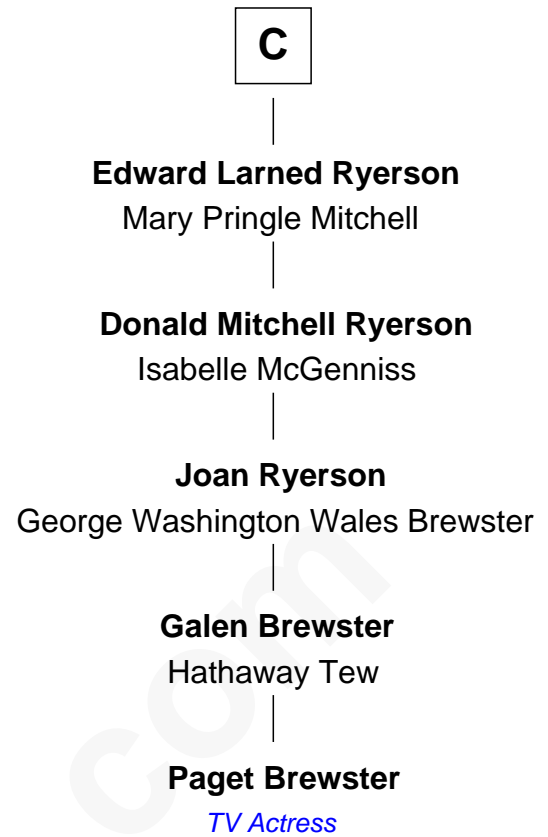 C
Edward Larned Ryerson
Mary Pringle Mitchell
Donald Mitchell Ryerson
Isabelle McGenniss
Joan Ryerson
George Washington Wales Brewster
Galen Brewster
Hathaway Tew
Paget Brewster
TV Actress
com